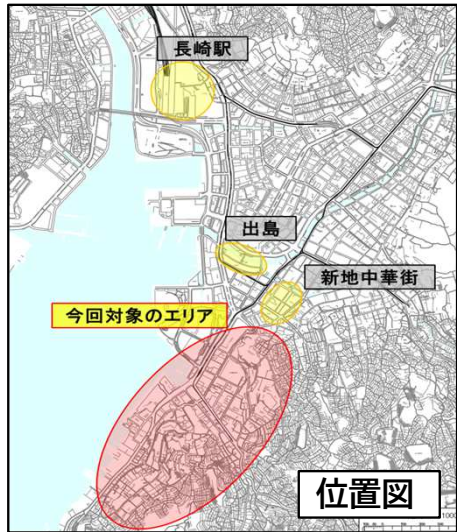 長崎駅
出島
新地中華街
今回対象のエリア
位置図